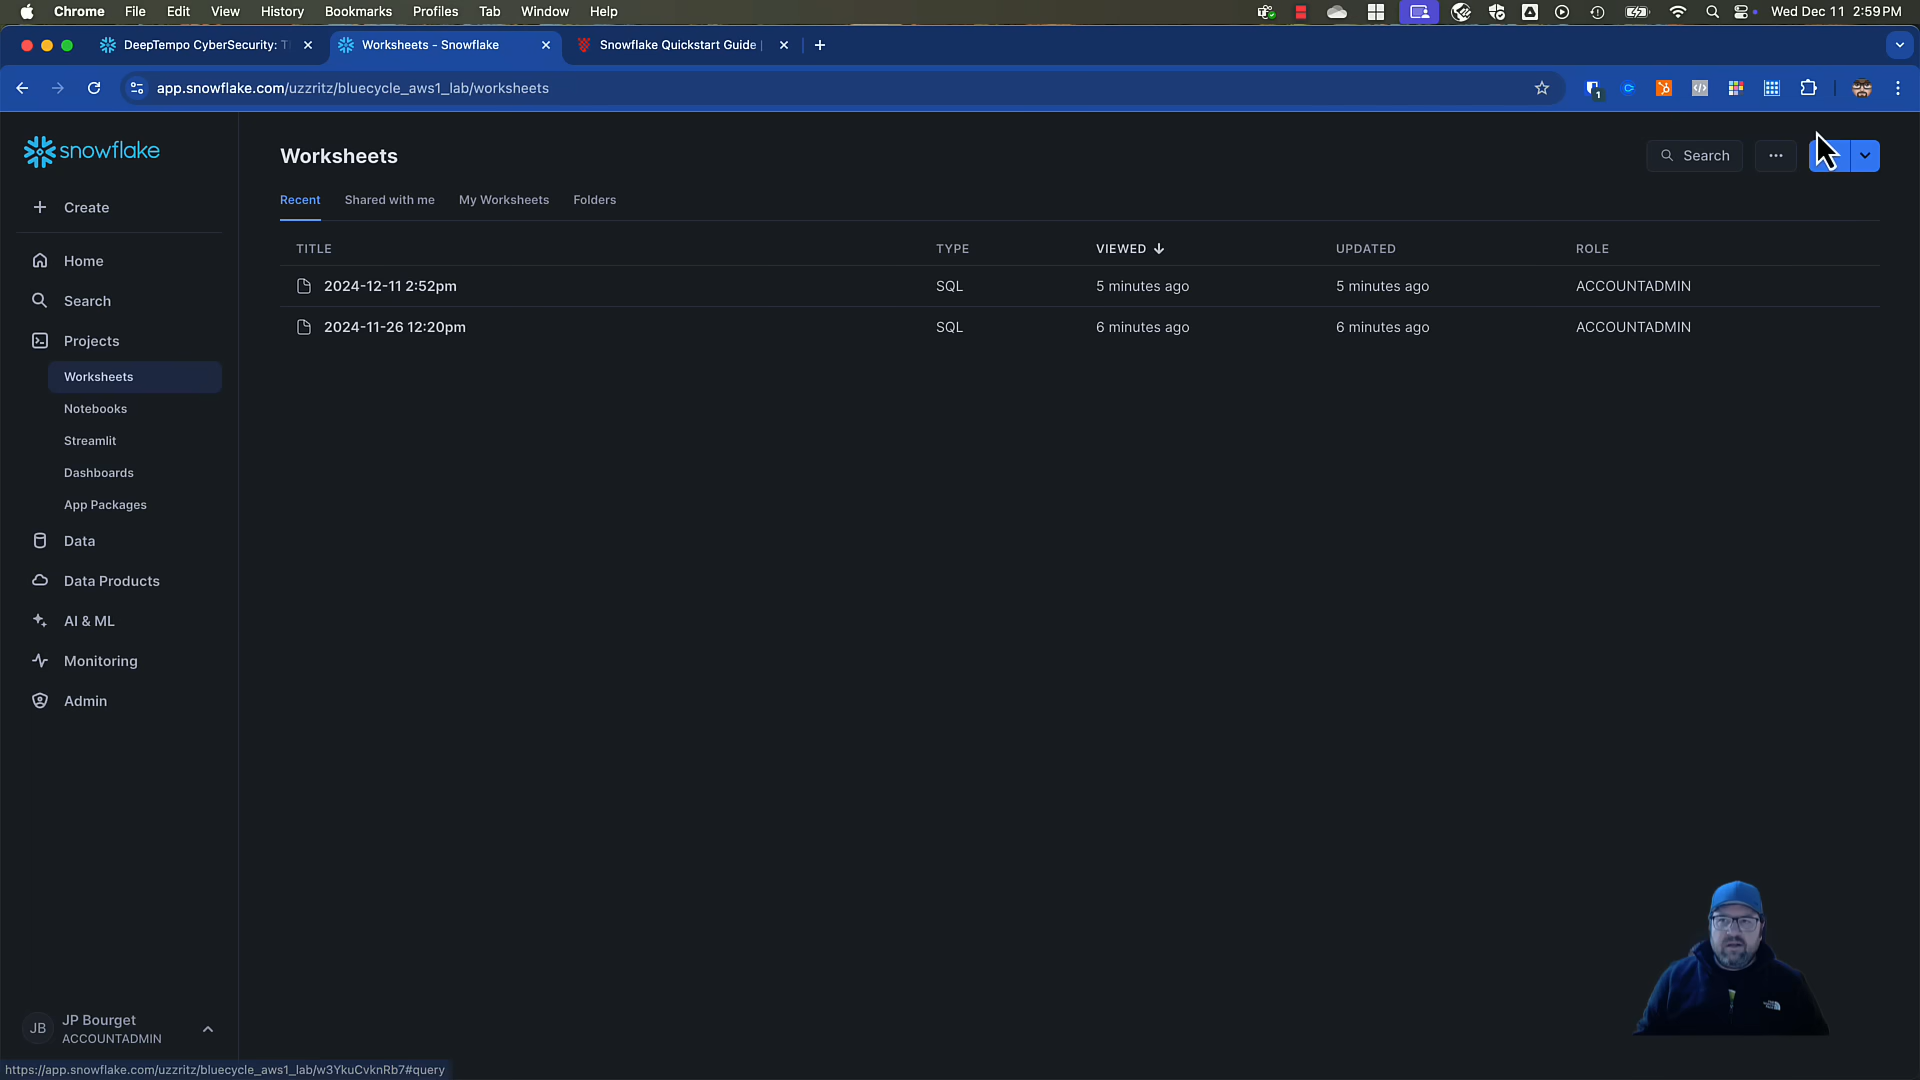 Chrome File Edit View History Bookmarks Profiles Tab Window Help Wed Dec 11 2:59 PM
DeepTempo CyberSecurity: T Worksheets - Snowflake Snowflake Quickstart Guide |
app.snowflake.com/uzzritz/bluecycle_aws1_lab/worksheets 1
snowflake
Create
Home
Search
Projects
Worksheets
Notebooks
Streamlit
Dashboards
App Packages
Data
Data Products
AI & ML
Monitoring
Admin
JB
JP Bourget
ACCOUNTADMIN
Worksheets
Search
Recent Shared with me My Worksheets Folders
TITLE TYPE VIEWED UPDATED ROLE
2024-12-11 2:52pm SQL 5 minutes ago 5 minutes ago ACCOUNTADMIN
2024-11-26 12:20pm SQL 6 minutes ago 6 minutes ago ACCOUNTADMIN
https://app.snowflake.com/uzzritz/bluecycle_aws1_lab/w3YkuCvknRb7#query